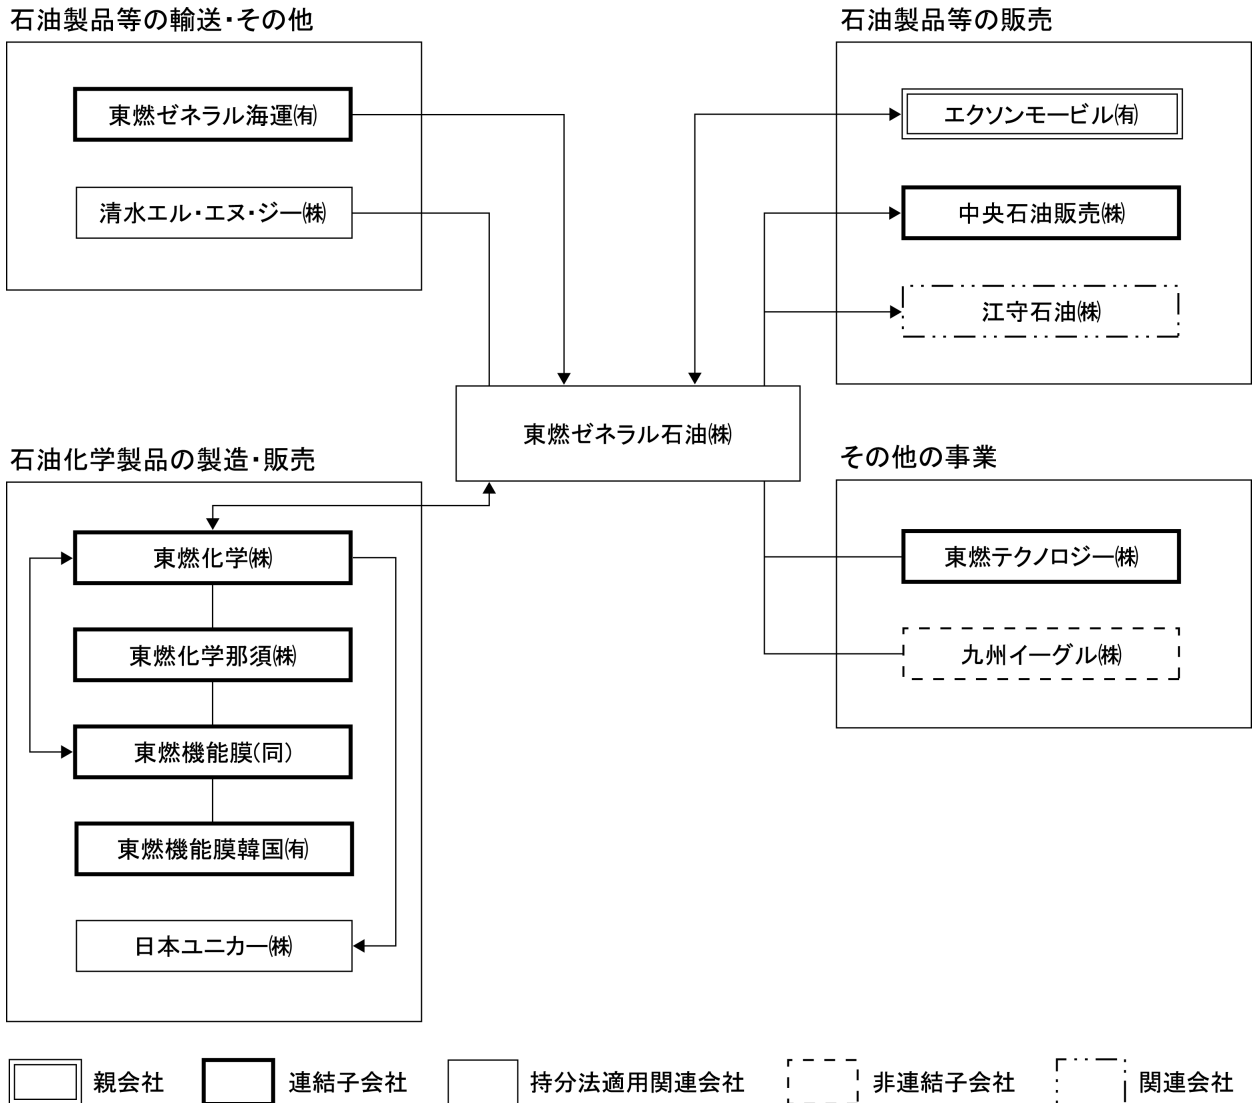 石油製品等の輸送・その他
東燃ゼネラル海運㈲
清水エル・エヌ・ジー㈱
石油製品等の販売
エクソンモービル㈲
中央石油販売㈱
江守石油㈱
東燃ゼネラル石油㈱
石油化学製品の製造・販売
東燃化学㈱
東燃化学那須㈱
東燃機能膜(同)
東燃機能膜韓国㈲
日本ユニカー㈱
その他の事業
東燃テクノロジー㈱
九州イーグル㈱
親会社
連結子会社
持分法適用関連会社
非連結子会社
関連会社